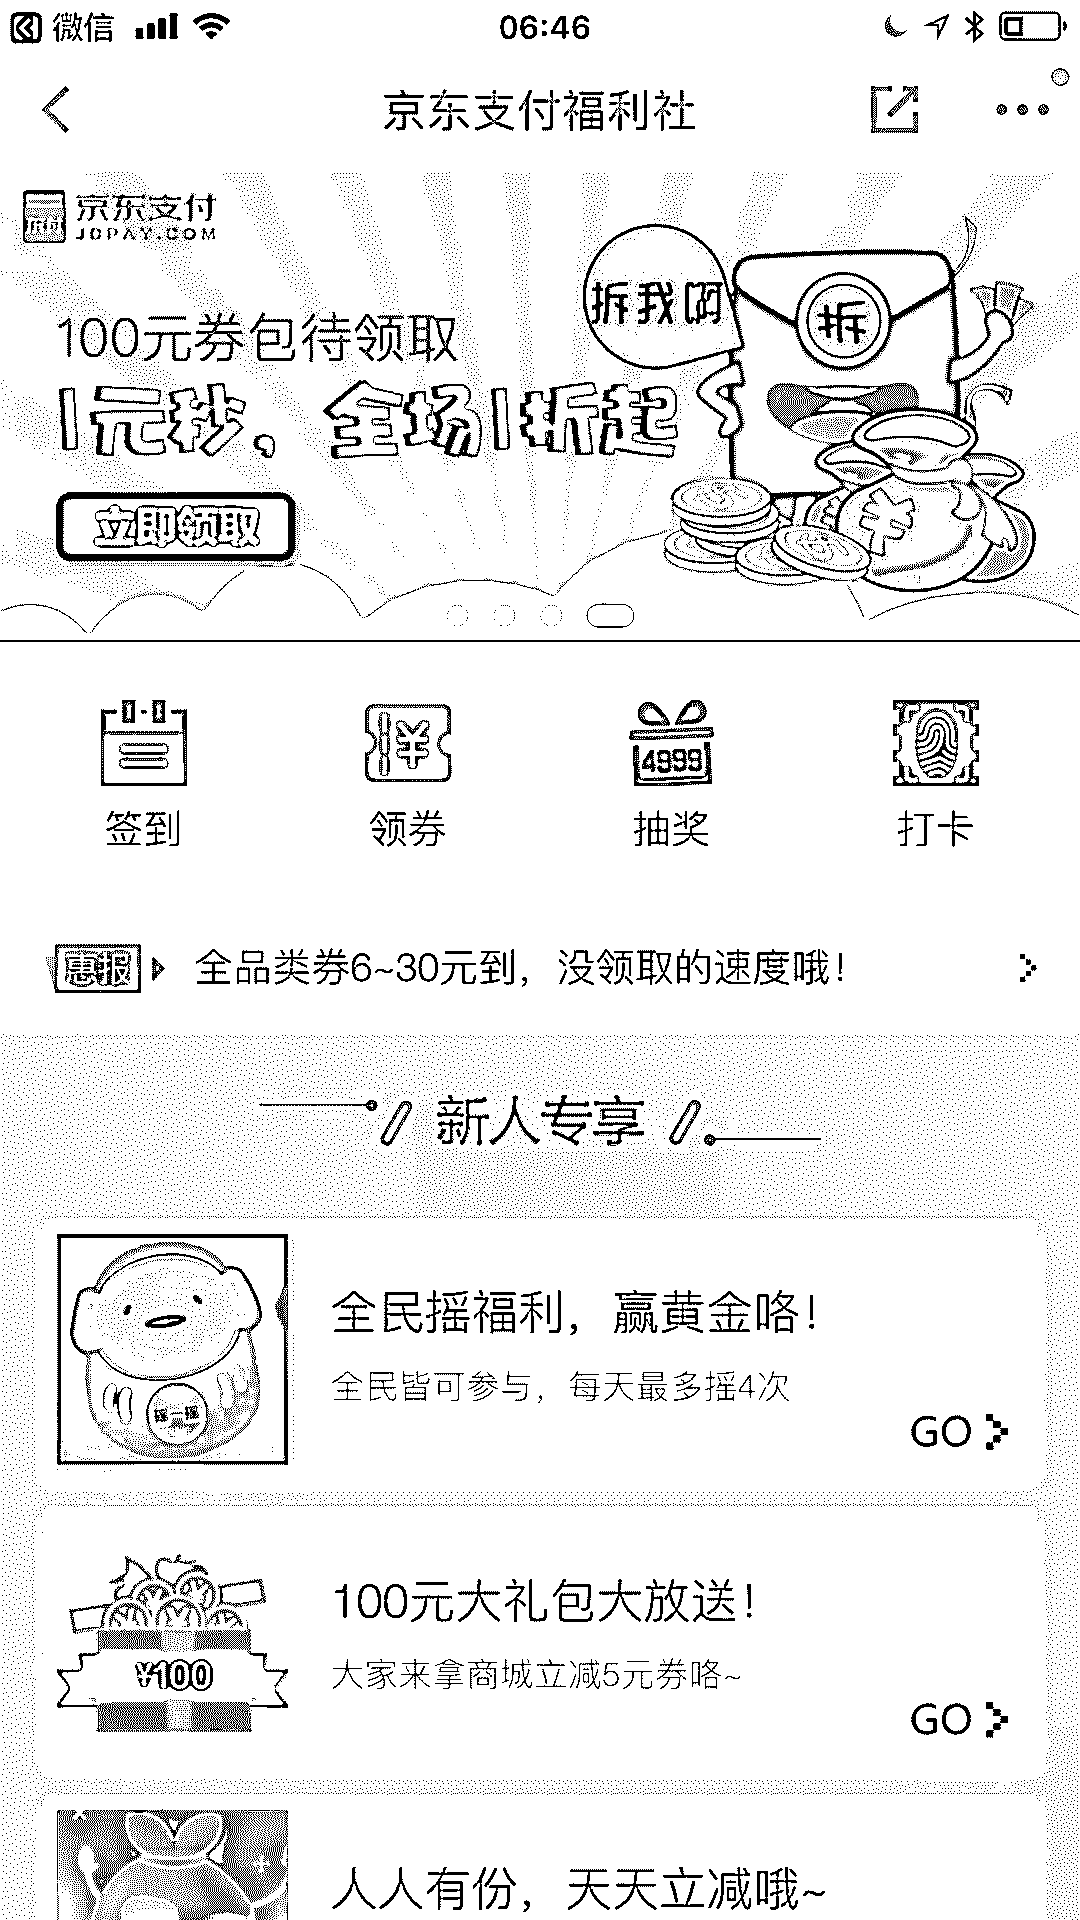 微信
06:46
京东支付福利社
京东支付
JDPAY.COM
拆我啊
拆
100元券包待领取
1元秒，全场1折起
立即领取
签到
领券
4999
抽奖
打卡
惠报
全品类券6~30元到，没领取的速度哦！
新人专享
全民摇福利，赢黄金咯！
全民皆可参与，每天最多摇4次
摇一摇
GO
100元大礼包大放送！
大家来拿商城立减5元券咯~
¥100
GO
人人有份，天天立减哦~